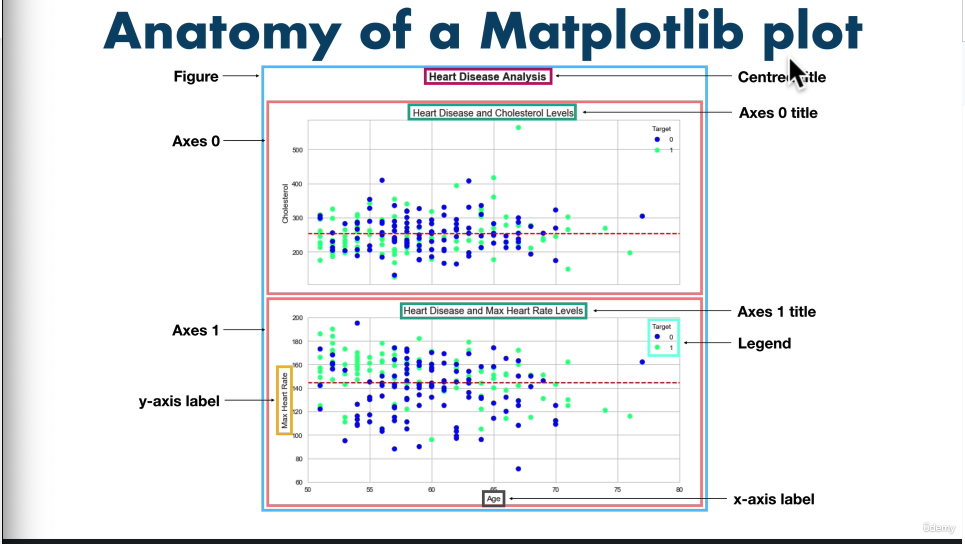 Anatomy of a Matplotlib plot
Figure
Heart Disease Analysis
Axes 0 title
Heart Disease and Cholesterol Levels
Axes 0
Target
0
1
500
400
300
200
Cholesterol
Heart Disease and Max Heart Rate Levels
Axes 1 title
Axes 1
Target
0
1
Legend
200
180
160
140
120
100
80
60
y-axis label
Max Heart Rate
50
55
60
65
70
75
80
Age
x-axis label
Udemy